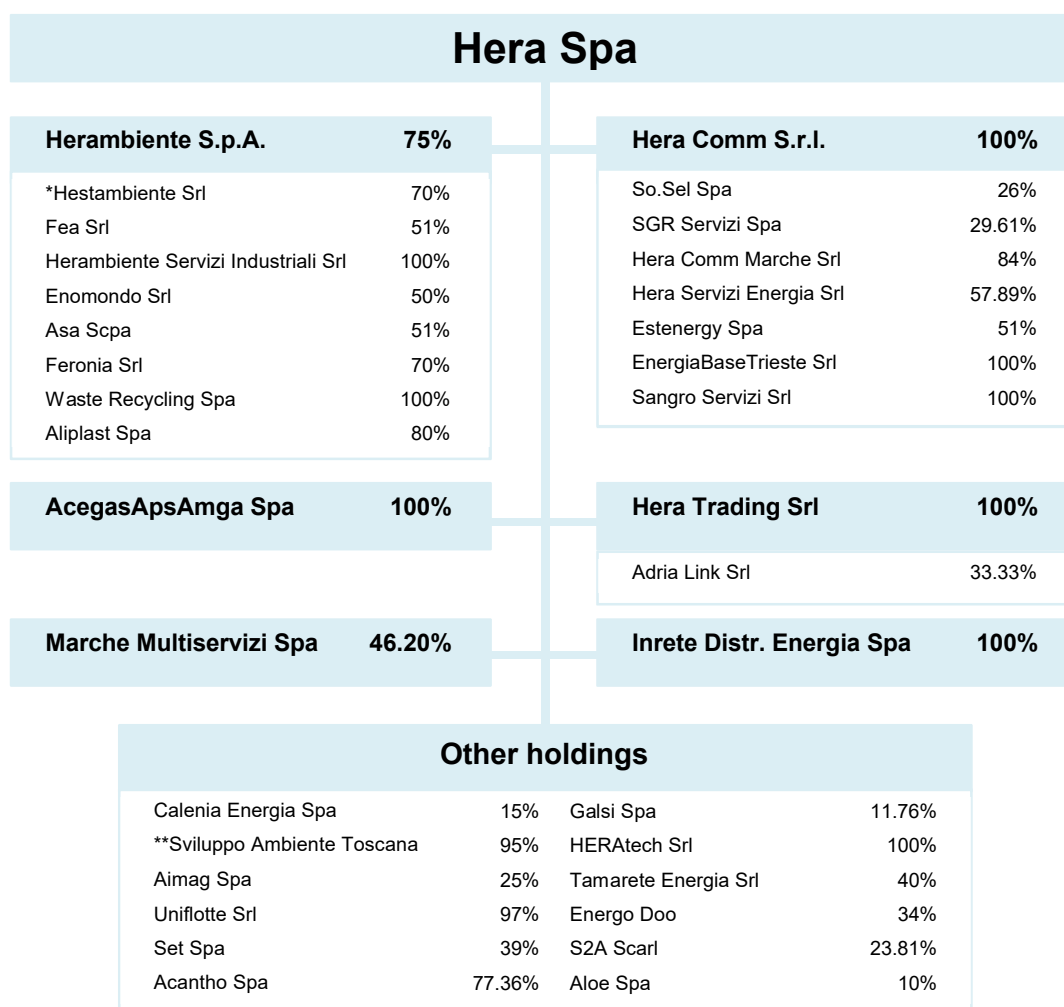 Hera Spa
Herambiente S.p.A. 75%
*Hestambiente Srl 70%
Fea Srl 51%
Herambiente Servizi Industriali Srl 100%
Enomondo Srl 50%
Asa Scpa 51%
Feronia Srl 70%
Waste Recycling Spa 100%
Aliplast Spa 80%
Hera Comm S.r.l. 100%
So.Sel Spa 26%
SGR Servizi Spa 29.61%
Hera Comm Marche Srl 84%
Hera Servizi Energia Srl 57.89%
Estenergy Spa 51%
EnergiaBaseTrieste Srl 100%
Sangro Servizi Srl 100%
AcegasApsAmga Spa 100%
Hera Trading Srl 100%
Adria Link Srl 33.33%
Marche Multiservizi Spa 46.20%
Inrete Distr. Energia Spa 100%
Other holdings
Calenia Energia Spa 15%
**Sviluppo Ambiente Toscana 95%
Aimag Spa 25%
Uniflotte Srl 97%
Set Spa 39%
Acantho Spa 77.36%
Galsi Spa 11.76%
HERAtech Srl 100%
Tamarete Energia Srl 40%
Energo Doo 34%
S2A Scarl 23.81%
Aloe Spa 10%